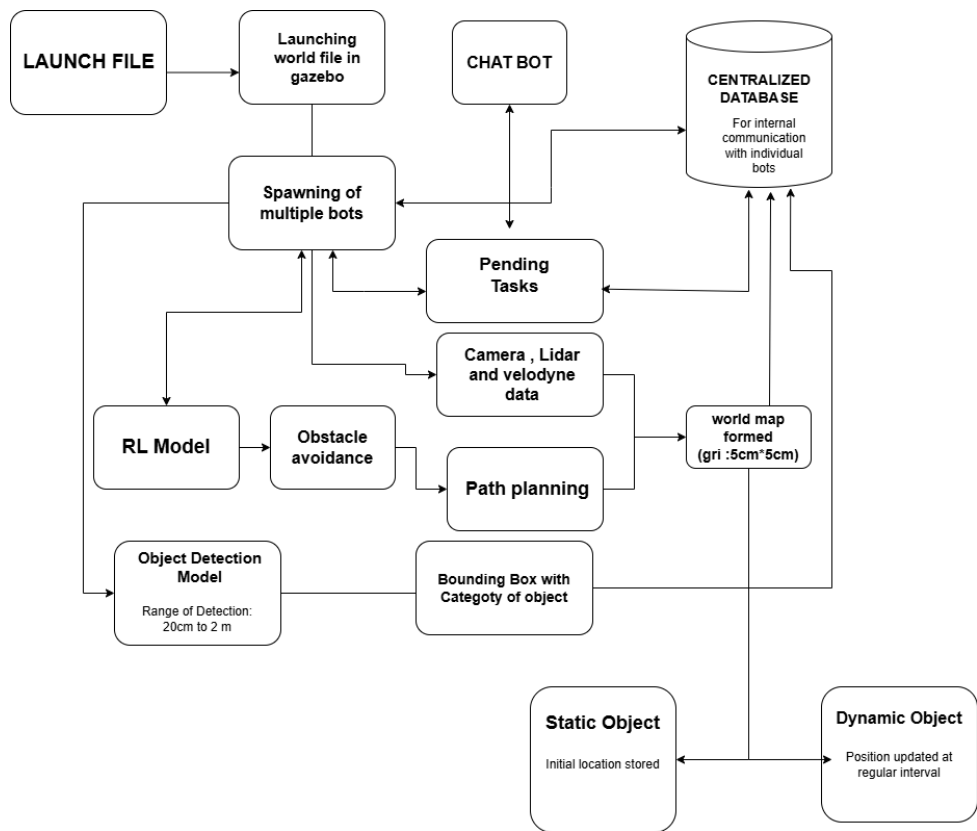 LAUNCH FILE
Launching
world file in
gazebo
CHAT BOT
CENTRALIZED
DATABASE
For internal
communication
with individual
bots
Spawning of
multiple bots
Pending
Tasks
Camera , Lidar
and velodyne
data
RL Model
Obstacle
avoidance
Path planning
world map
formed
(gri :5cm*5cm)
Object Detection
Model
Range of Detection:
20cm to 2 m
Bounding Box with
Categoty of object
Static Object
Initial location stored
Dynamic Object
Position updated at
regular interval